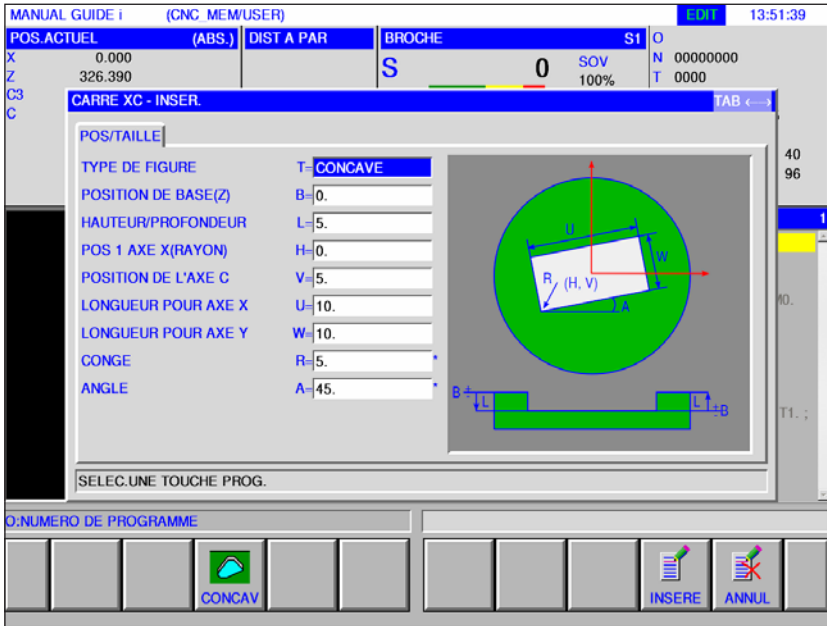 MANUAL GUIDE i (CNC_MEM/USER) EDIT 13:51:39
POS.ACTUEL (ABS.) DIST A PAR BROCHE S1 O
X 0.000 S 0 SOV N 00000000
Z 326.390 100% T 0000
C3
C
CARRE XC - INSER. TAB
POS/TAILLE
TYPE DE FIGURE T= CONCAVE
POSITION DE BASE(Z) B= 0.
HAUTEUR/PROFONDEUR L= 5.
POS 1 AXE X(RAYON) H= 0.
POSITION DE L'AXE C V= 5.
LONGUEUR POUR AXE X U= 10.
LONGUEUR POUR AXE Y W= 10.
CONGE R= 5. *
ANGLE A= 45. *
U
W
R (H, V)
A
B ± L L ± B
40
96
1
M0.
T1. ;
SELEC.UNE TOUCHE PROG.
O:NUMERO DE PROGRAMME
CONCAV INSERE ANNUL